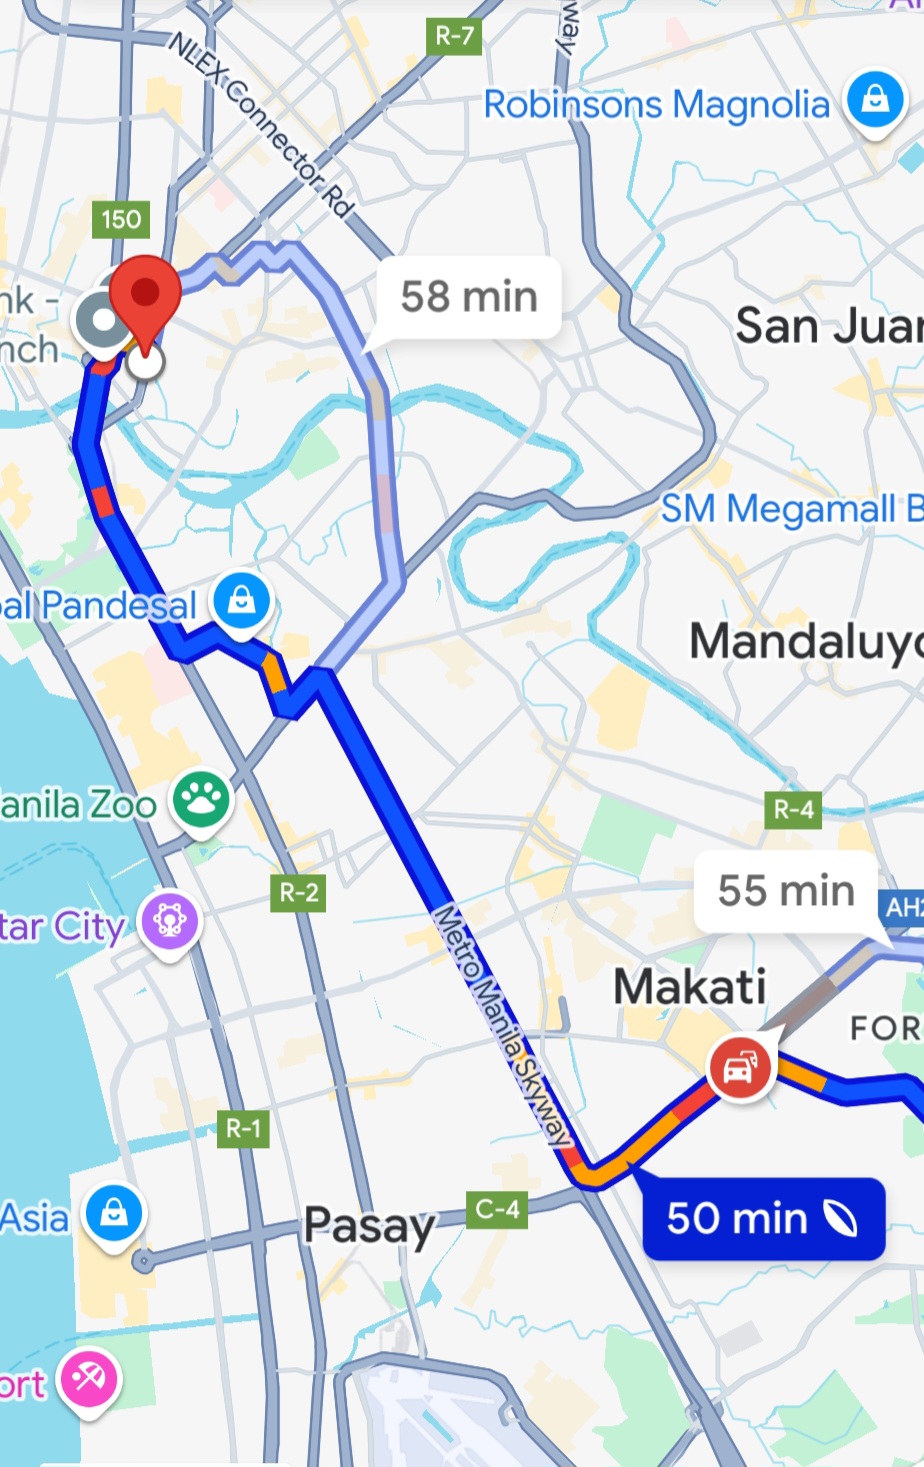 R-7
way
NLEX Connector Rd
Robinsons Magnolia
150
nk -
nch
58 min
San Juan
SM Megamall B
bal Pandesal
Mandaluyo
anila Zoo
R-4
R-2
55 min
AH2
tar City
Metro Manila Skyway
Makati
FOR
R-1
Asia
Pasay
C-4
50 min
ort